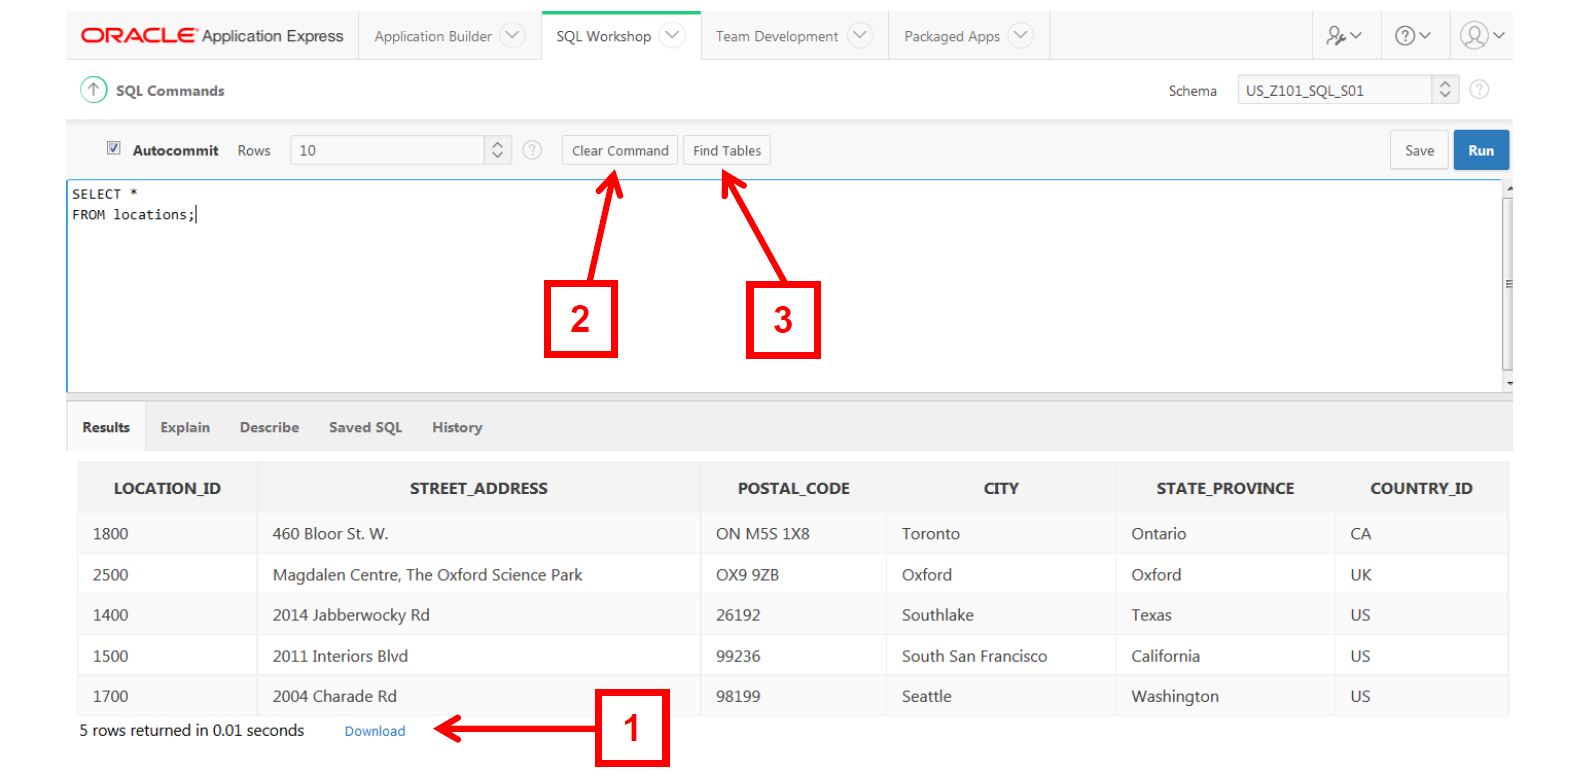 ORACLE Application Express Application Builder SQL Workshop Team Development Packaged Apps
SQL Commands Schema US_Z101_SQL_S01
Autocommit Rows 10 Clear Command Find Tables Save Run
SELECT *
FROM locations;
2 3
Results Explain Describe Saved SQL History
LOCATION_ID STREET_ADDRESS POSTAL_CODE CITY STATE_PROVINCE COUNTRY_ID
1800 460 Bloor St. W. ON M5S 1X8 Toronto Ontario CA
2500 Magdalen Centre, The Oxford Science Park OX9 9ZB Oxford Oxford UK
1400 2014 Jabberwocky Rd 26192 Southlake Texas US
1500 2011 Interiors Blvd 99236 South San Francisco California US
1700 2004 Charade Rd 98199 Seattle Washington US
5 rows returned in 0.01 seconds Download 1